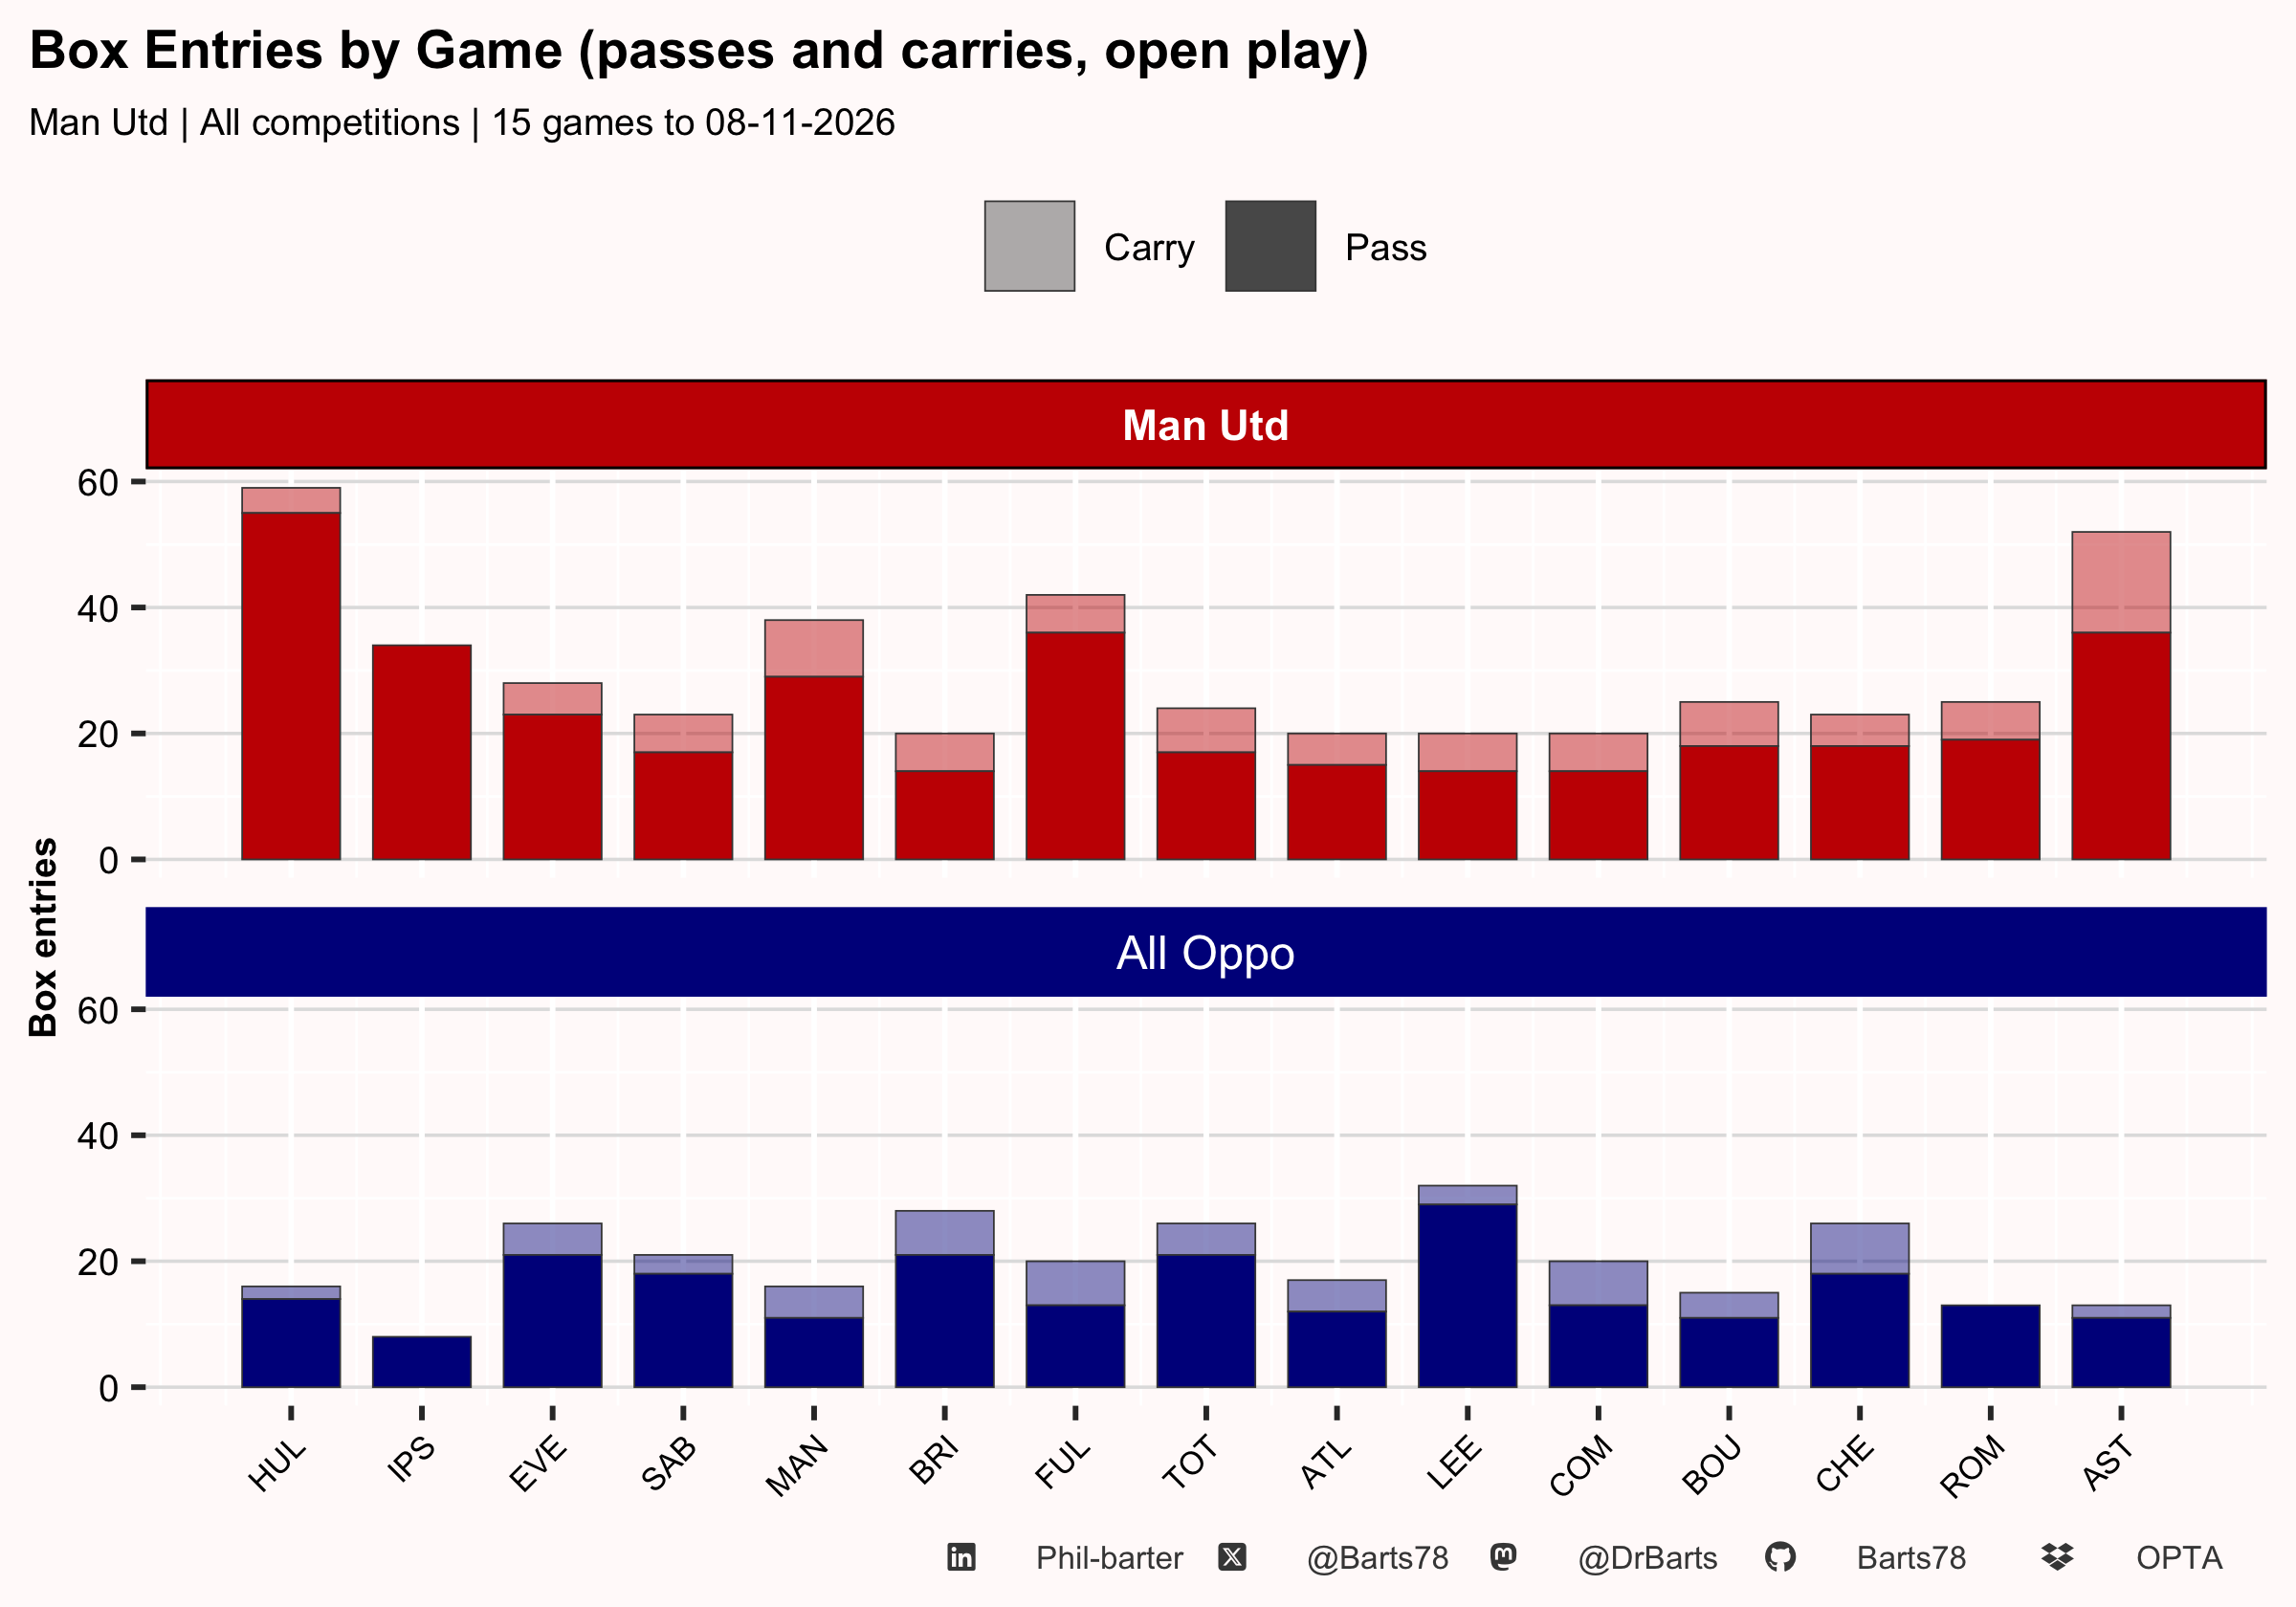 Box Entries by Game (passes and carries, open play)
Man Utd | All competitions | 15 games to 08-11-2026
Carry Pass
Man Utd
60
40
20
0
Box entries
All Oppo
60
40
20
0
HUL IPS EVE SAB MAN BRI FUL TOT ATL LEE COM BOU CHE ROM AST
Phil-barter @Barts78 @DrBarts Barts78 OPTA